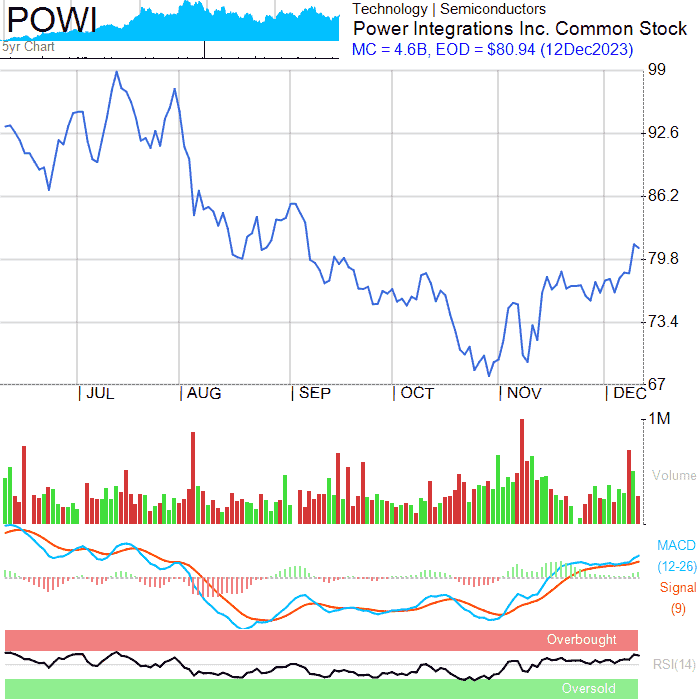 POWI
5yr Chart
Technology | Semiconductors
Power Integrations Inc. Common Stock
MC = 4.6B, EOD = $80.94 (12Dec2023)
99
92.6
86.2
79.8
73.4
67
| JUL | AUG | SEP | OCT | NOV | DEC
1M
Volume
MACD
(12-26)
Signal
(9)
Overbought
RSI(14)
Oversold